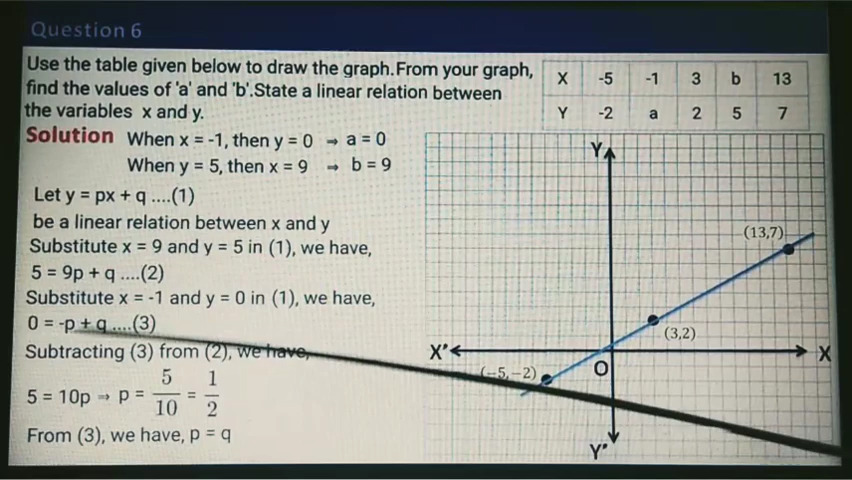 Question 6
Use the table given below to draw the graph.From your graph,
find the values of 'a' and 'b'.State a linear relation between
the variables x and y.
X -5 -1 3 b 13
Y -2 a 2 5 7
Solution When x = -1, then y = 0 ⇒ a = 0
When y = 5, then x = 9 ⇒ b = 9
Let y = px + q ....(1)
be a linear relation between x and y
Substitute x = 9 and y = 5 in (1), we have,
5 = 9p + q ....(2)
Substitute x = -1 and y = 0 in (1), we have,
0 = -p + q ....(3)
Subtracting (3) from (2), we have,
5 = 10p ⇒ p = 5/10 = 1/2
From (3), we have, p = q
Y
(13,7)
(3,2)
X'
X
(-5,-2)
O
Y'